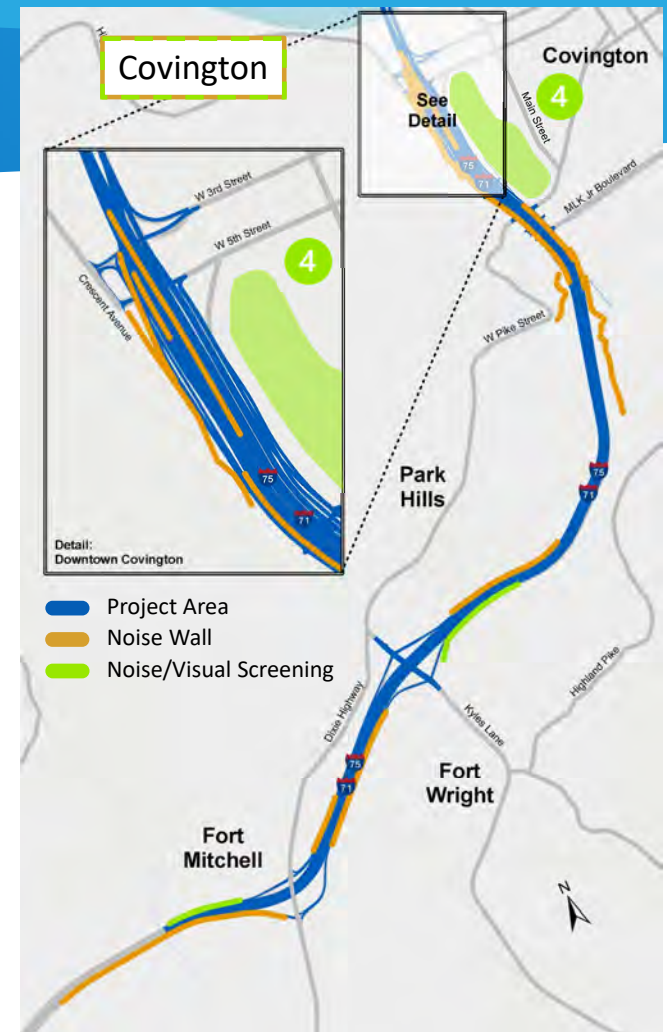 Covington
Covington
4
Main Street
See
Detail
75
71
MLK Jr Boulevard
W 3rd Street
W 5th Street
4
Crescent Avenue
W Pike Street
75
71
Detail:
Downtown Covington
Park
Hills
75
71
Project Area
Noise Wall
Noise/Visual Screening
Highland Pike
Dixie Highway
Kyles Lane
75
71
Fort
Wright
Fort
Mitchell
N